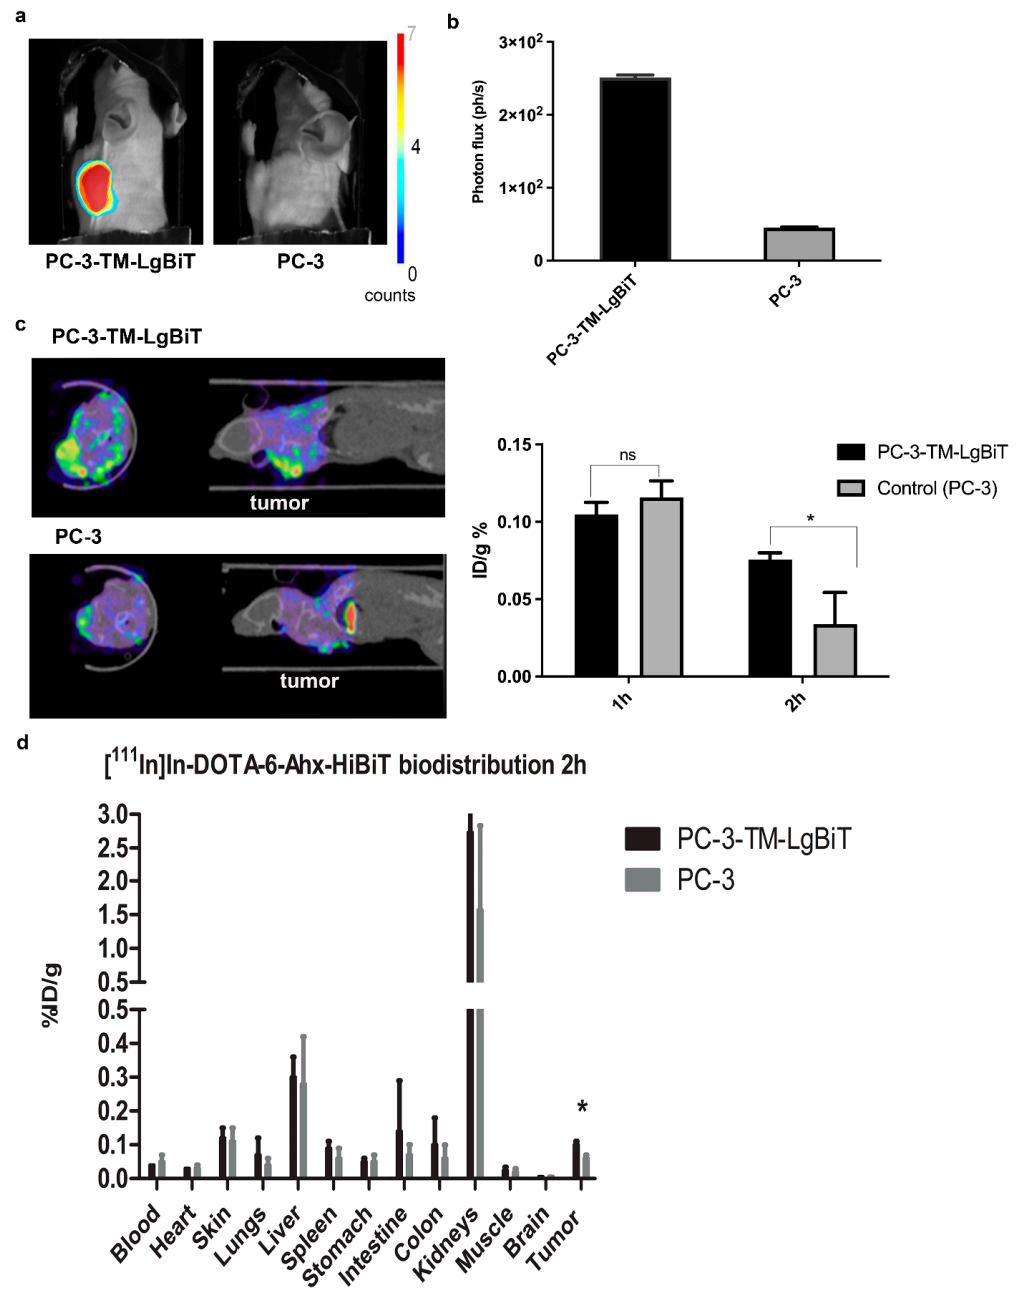 a
7
4
0
counts
PC-3-TM-LgBiT
PC-3
b
3×10²
2×10²
1×10²
0
Photon flux (ph/s)
PC-3-TM-LgBiT
PC-3
c
PC-3-TM-LgBiT
tumor
PC-3
tumor
0.15
0.10
0.05
0.00
ID/g %
ns
*
1h
2h
PC-3-TM-LgBiT
Control (PC-3)
d
[¹¹¹In]In-DOTA-6-Ahx-HiBiT biodistribution 2h
3.0
2.5
2.0
1.5
1.0
0.5
0.5
0.4
0.3
0.2
0.1
0.0
%ID/g
*
Blood
Heart
Skin
Lungs
Liver
Spleen
Stomach
Intestine
Colon
Kidneys
Muscle
Brain
Tumor
PC-3-TM-LgBiT
PC-3